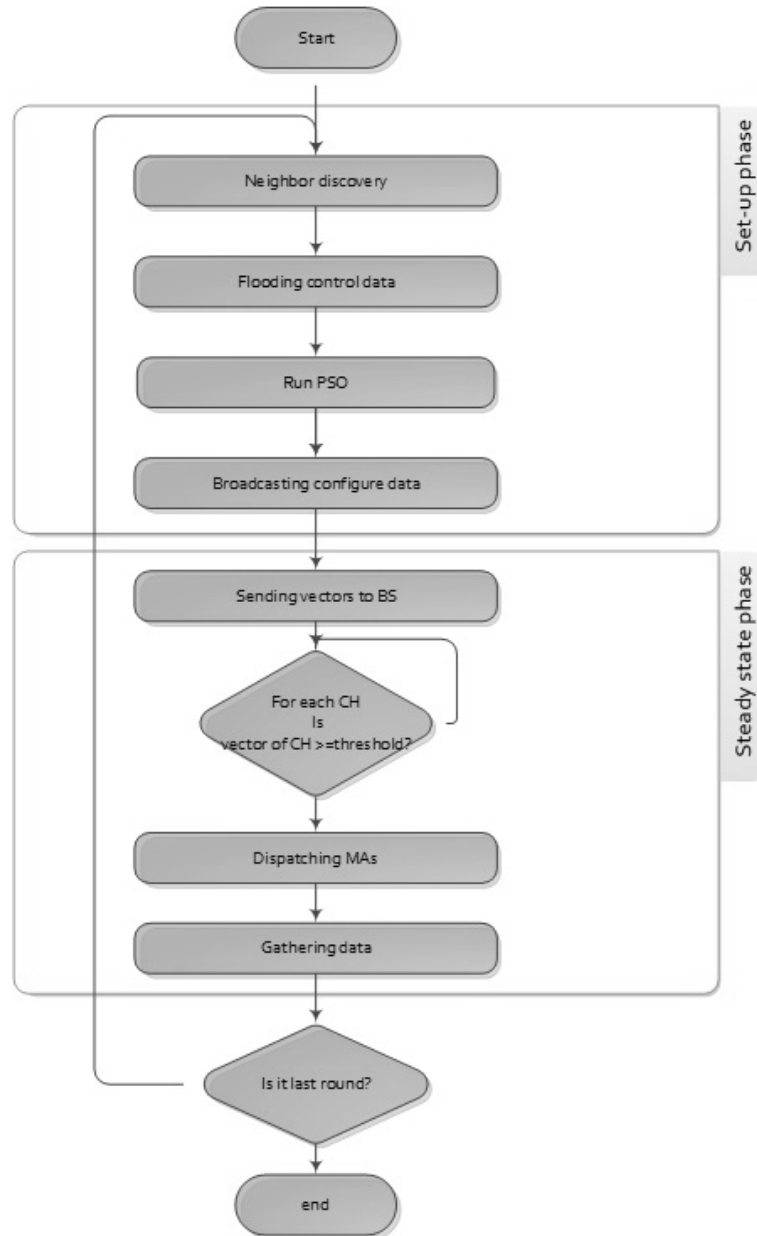 Start
Set-up phase
Neighbor discovery
Flooding control data
Run PSO
Broadcasting configure data
Steady state phase
Sending vectors to BS
For each CH
Is
vector of CH >=threshold?
Dispatching MAs
Gathering data
Is it last round?
end